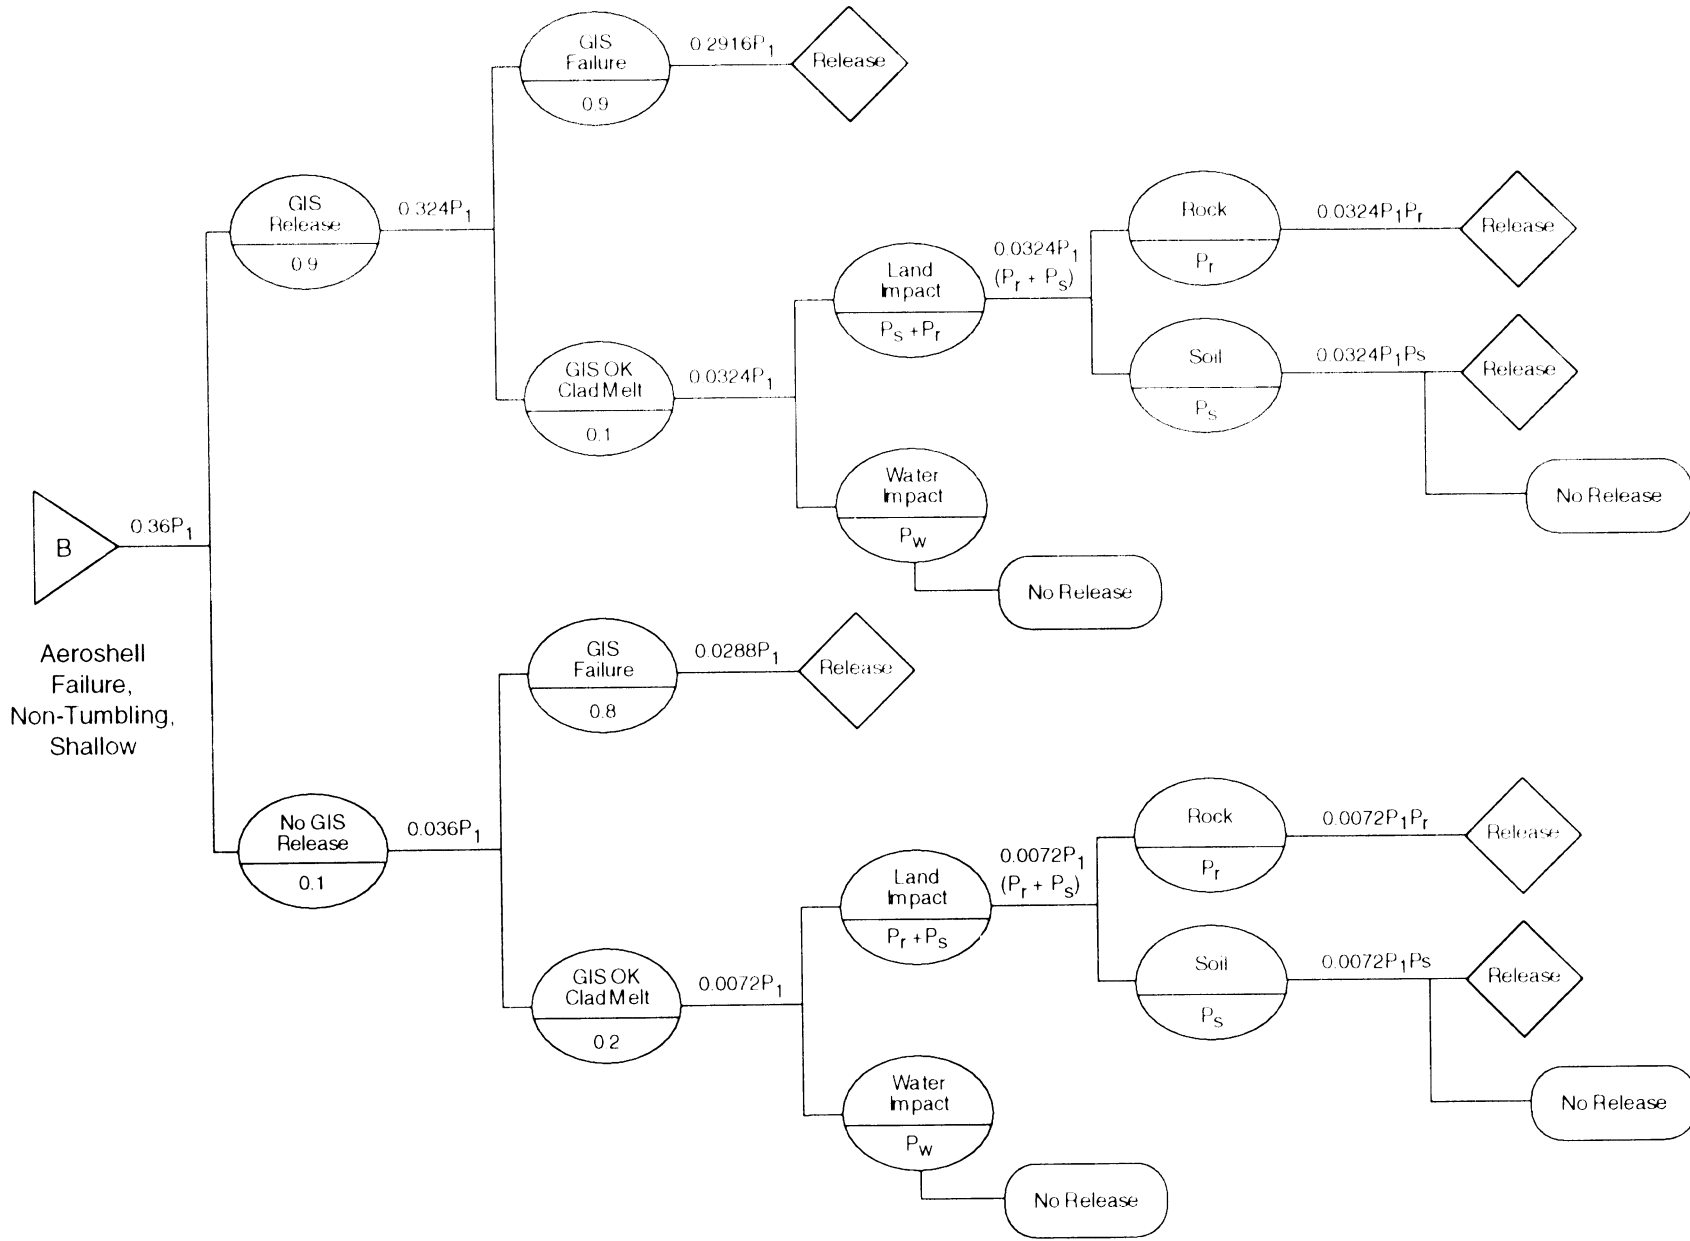 GIS
Failure
0.9
0.2916P1
Release
GIS
Release
0.9
0.324P1
Rock
Pr
0.0324P1Pr
Release
Land
Impact
Ps + Pr
0.0324P1
(Pr + Ps)
Soil
Ps
0.0324P1Ps
Release
GIS OK
Clad Melt
0.1
0.0324P1
Water
Impact
Pw
No Release
No Release
B
0.36P1
Aeroshell
Failure,
Non-Tumbling,
Shallow
GIS
Failure
0.8
0.0288P1
Release
No GIS
Release
0.1
0.036P1
Rock
Pr
0.0072P1Pr
Release
Land
Impact
Pr + Ps
0.0072P1
(Pr + Ps)
Soil
Ps
0.0072P1Ps
Release
GIS OK
Clad Melt
0.2
0.0072P1
Water
Impact
Pw
No Release
No Release